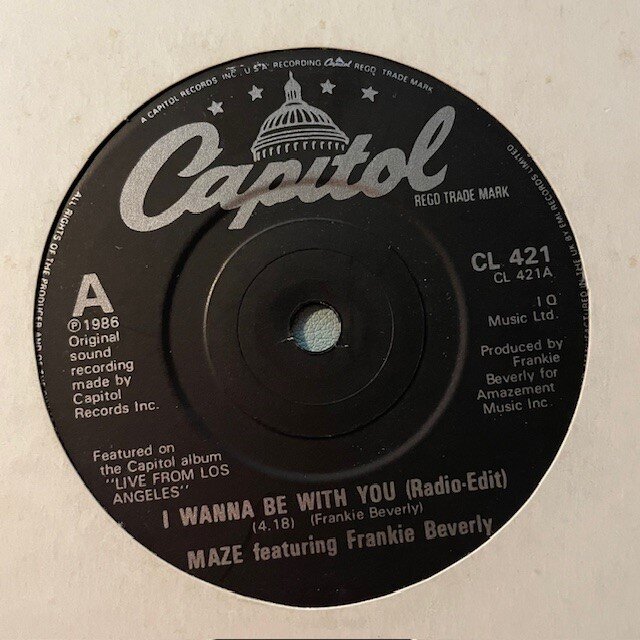 A CAPITOL RECORDS, INC. U.S.A. RECORDING Capitol REGD TRADE MARK
Capitol
REGD TRADE MARK
CL 421
CL 421A
A
℗1986
Original
sound
recording
made by
Capitol
Records Inc.
I Q
Music Ltd.
Produced by
Frankie
Beverly for
Amazement
Music Inc.
Featured on
the Capitol album
"LIVE FROM LOS
ANGELES"
I WANNA BE WITH YOU (Radio-Edit)
(4.18) (Frankie Beverly)
MAZE featuring Frankie Beverly
ALL RIGHTS OF THE PRODUCER AND
BY EMI RECORDS LIMITED